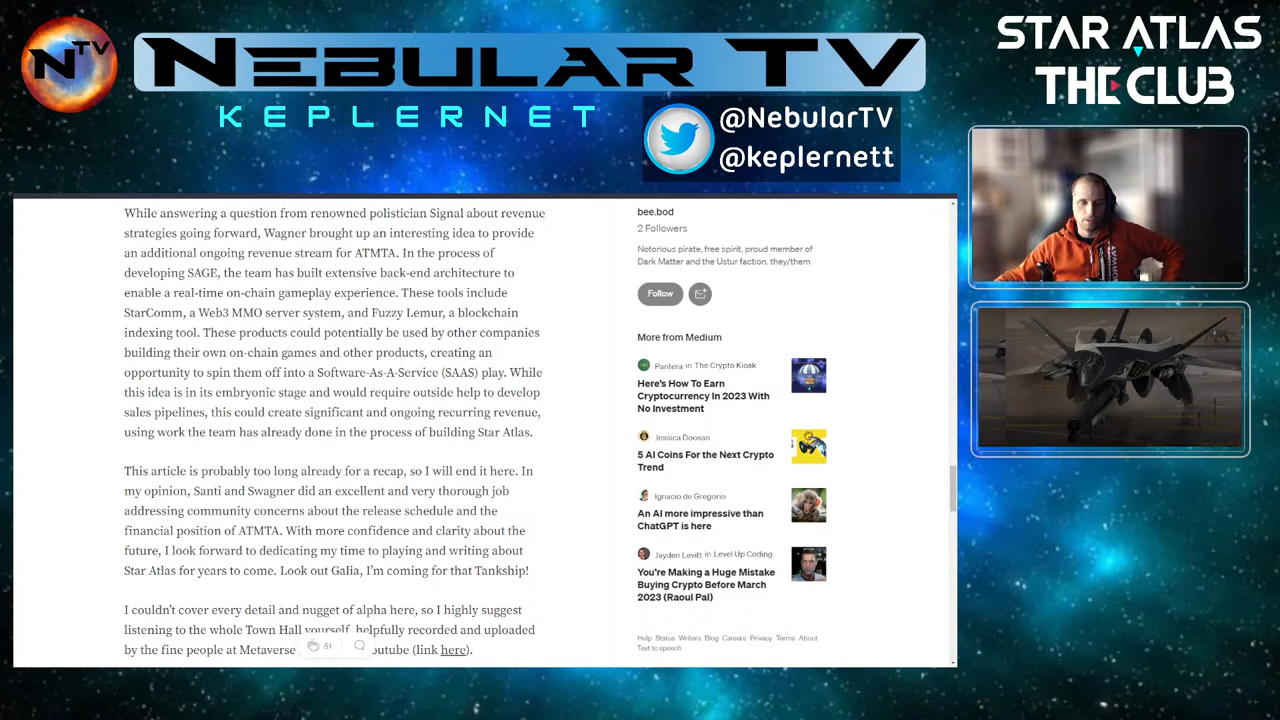 N TV
NEBULAR TV
KEPLERNET
@NebularTV
@keplernett
STAR ATLAS
THE CLUB
While answering a question from renowned polistician Signal about revenue
strategies going forward, Wagner brought up an interesting idea to provide
an additional ongoing revenue stream for ATMTA. In the process of
developing SAGE, the team has built extensive back-end architecture to
enable a real-time on-chain gameplay experience. These tools include
StarComm, a Web3 MMO server system, and Fuzzy Lemur, a blockchain
indexing tool. These products could potentially be used by other companies
building their own on-chain games and other products, creating an
opportunity to spin them off into a Software-As-A-Service (SAAS) play. While
this idea is in its embryonic stage and would require outside help to develop
sales pipelines, this could create significant and ongoing recurring revenue,
using work the team has already done in the process of building Star Atlas.
This article is probably too long already for a recap, so I will end it here. In
my opinion, Santi and Swagner did an excellent and very thorough job
addressing community concerns about the release schedule and the
financial position of ATMTA. With more confidence and clarity about the
future, I look forward to dedicating my time to playing and writing about
Star Atlas for years to come. Look out Galia, I'm coming for that Tankship!
I couldn't cover every detail and nugget of alpha here, so I highly suggest
listening to the whole Town Hall yourself, helpfully recorded and uploaded
by the fine people at Metaverse outube (link here).
51
bee.bod
2 Followers
Notorious pirate, free spirit, proud member of
Dark Matter and the Ustur faction. they/them
Follow
More from Medium
Pantera in The Crypto Kiosk
Here's How To Earn
Cryptocurrency In 2023 With
No Investment
Jessica Doosan
5 AI Coins For the Next Crypto
Trend
Ignacio de Gregorio
An AI more impressive than
ChatGPT is here
Jayden Levitt in Level Up Coding
You're Making a Huge Mistake
Buying Crypto Before March
2023 (Raoul Pal)
Help Status Writers Blog Careers Privacy Terms About
Text to speech